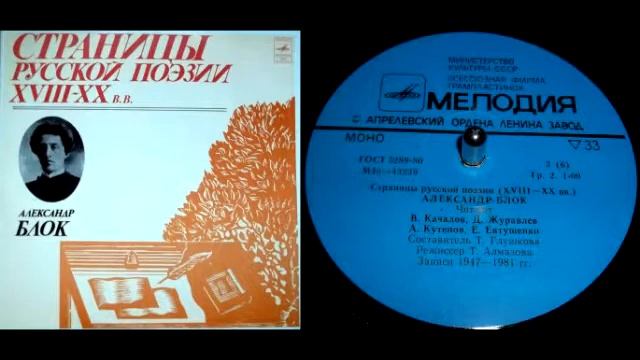 СТРАНИЦЫ
РУССКОЙ ПОЭЗИИ
XVIII-XX В.В.
АЛЕКСАНДР
БЛОК
МИНИСТЕРСТВО
КУЛЬТУРЫ СССР
ВСЕСОЮЗНАЯ ФИРМА
ГРАМПЛАСТИНОК
МЕЛОДИЯ
АПРЕЛЕВСКИЙ ОРДЕНА ЛЕНИНА ЗАВОД
МОНО
▽33
ГОСТ 5289-80
3 (6)
Гр. 2.
Страницы русской поэзии (XVIII—XX вв.)
АЛЕКСАНДР БЛОК
Читают
В. Качалов, Д. Журавлев
А. Кутепов, Е. Евтушенко
Составитель Т.
Режиссер Т. Алмазова
Записи 1947—1981 гг.